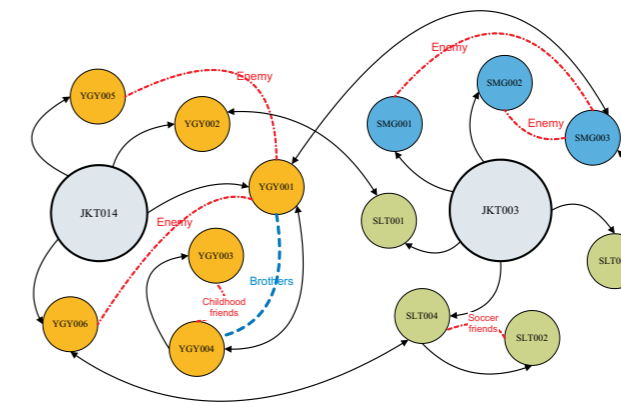 Enemy
SMG002
SMG001
Enemy
SMG003
YGY005
YGY002
Enemy
YGY001
JKT014
Enemy
JKT003
SLT001
YGY003
Brothers
Childhood
friends
YGY006
YGY004
SLT004
Soccer
friends
SLT002